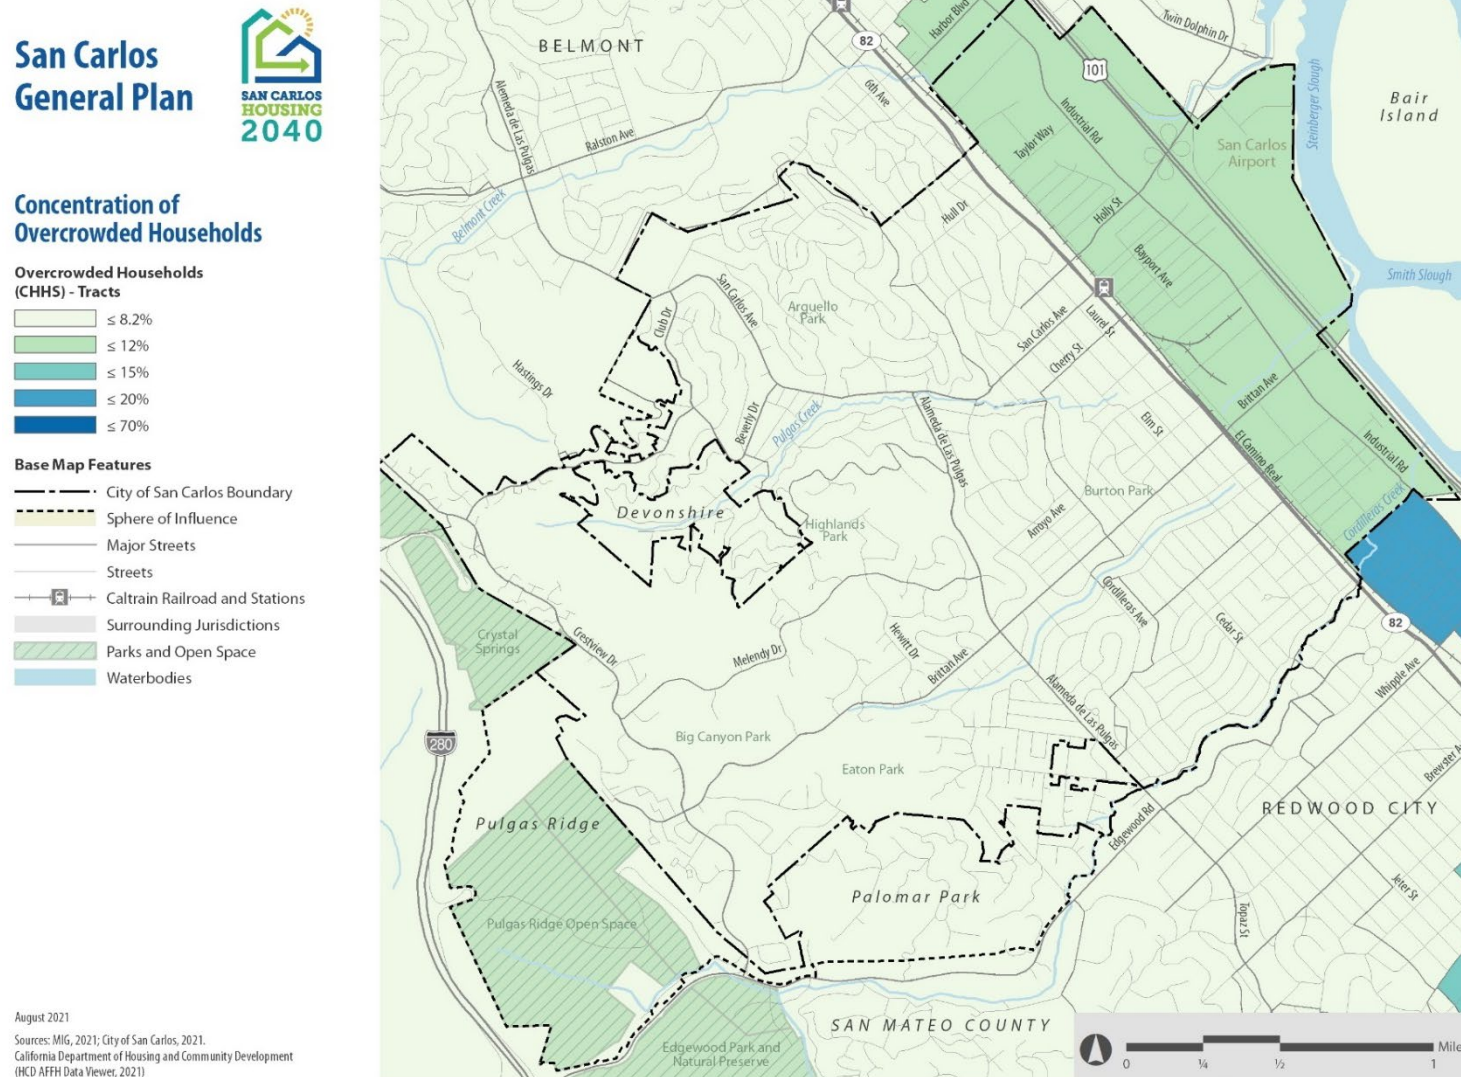 San Carlos
General Plan
SAN CARLOS
HOUSING
2040
Concentration of
Overcrowded Households
Overcrowded Households
(CHHS) - Tracts
≤ 8.2%
≤ 12%
≤ 15%
≤ 20%
≤ 70%
Base Map Features
City of San Carlos Boundary
Sphere of Influence
Major Streets
Streets
Caltrain Railroad and Stations
Surrounding Jurisdictions
Parks and Open Space
Waterbodies
August 2021
Sources: MIG, 2021; City of San Carlos, 2021.
California Department of Housing and Community Development
(HCD AFFH Data Viewer, 2021)
BELMONT
82
Harbor Blvd
Twin Dolphin Dr
101
6th Ave
Alameda de Las Pulgas
Ralston Ave
Belmont Creek
Industrial Rd
Taylor Way
San Carlos
Airport
Steinberger Slough
Bair
Island
Hull Dr
Holly St
Bayport Ave
Smith Slough
San Carlos Ave
Arguello
Park
Club Dr
San Carlos Ave
Laurel St
Cherry St
Hastings Dr
Beverly Dr
Pulgas Creek
Alameda de Las Pulgas
Elm St
Brittan Ave
El Camino Real
Industrial Rd
Devonshire
Highlands
Park
Burton Park
Arroyo Ave
Cordilleras Creek
Crystal
Springs
Crestview Dr
Melendy Dr
Hewitt Dr
Brittan Ave
Cordilleras Ave
Cedar St
82
Whipple Ave
280
Big Canyon Park
Alameda de Las Pulgas
Eaton Park
Brewster A
Pulgas Ridge
Edgewood Rd
REDWOOD CITY
Palomar Park
Jeter St
Pulgas Ridge Open Space
Topaz St
SAN MATEO COUNTY
Edgewood Park and
Natural Preserve
0 ¼ ½ 1 Mile